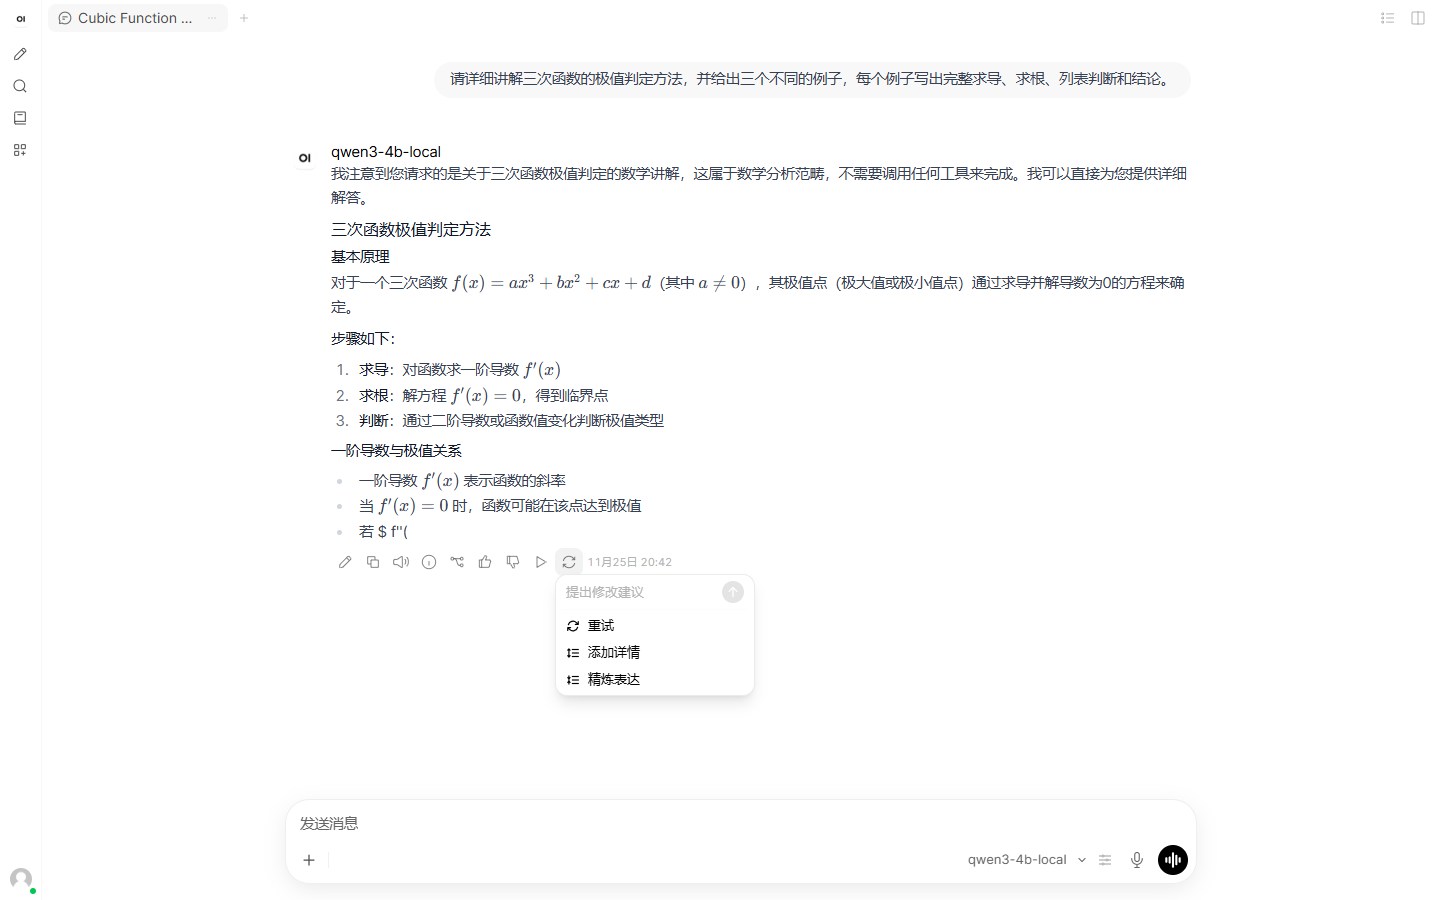 OI
Cubic Function ...
请详细讲解三次函数的极值判定方法，并给出三个不同的例子，每个例子写出完整求导、求根、列表判断和结论。
OI
qwen3-4b-local
我注意到您请求的是关于三次函数极值判定的数学讲解，这属于数学分析范畴，不需要调用任何工具来完成。我可以直接为您提供详细
解答。
三次函数极值判定方法
基本原理
对于一个三次函数 f(x) = ax³ + bx² + cx + d（其中 a ≠ 0），其极值点（极大值或极小值点）通过求导并解导数为0的方程来确
定。
步骤如下：
1. 求导：对函数求一阶导数 f′(x)
2. 求根：解方程 f′(x) = 0，得到临界点
3. 判断：通过二阶导数或函数值变化判断极值类型
一阶导数与极值关系
• 一阶导数 f′(x) 表示函数的斜率
• 当 f′(x) = 0 时，函数可能在该点达到极值
• 若 $ f''(
11月25日 20:42
提出修改建议
重试
添加详情
精炼表达
发送消息
qwen3-4b-local